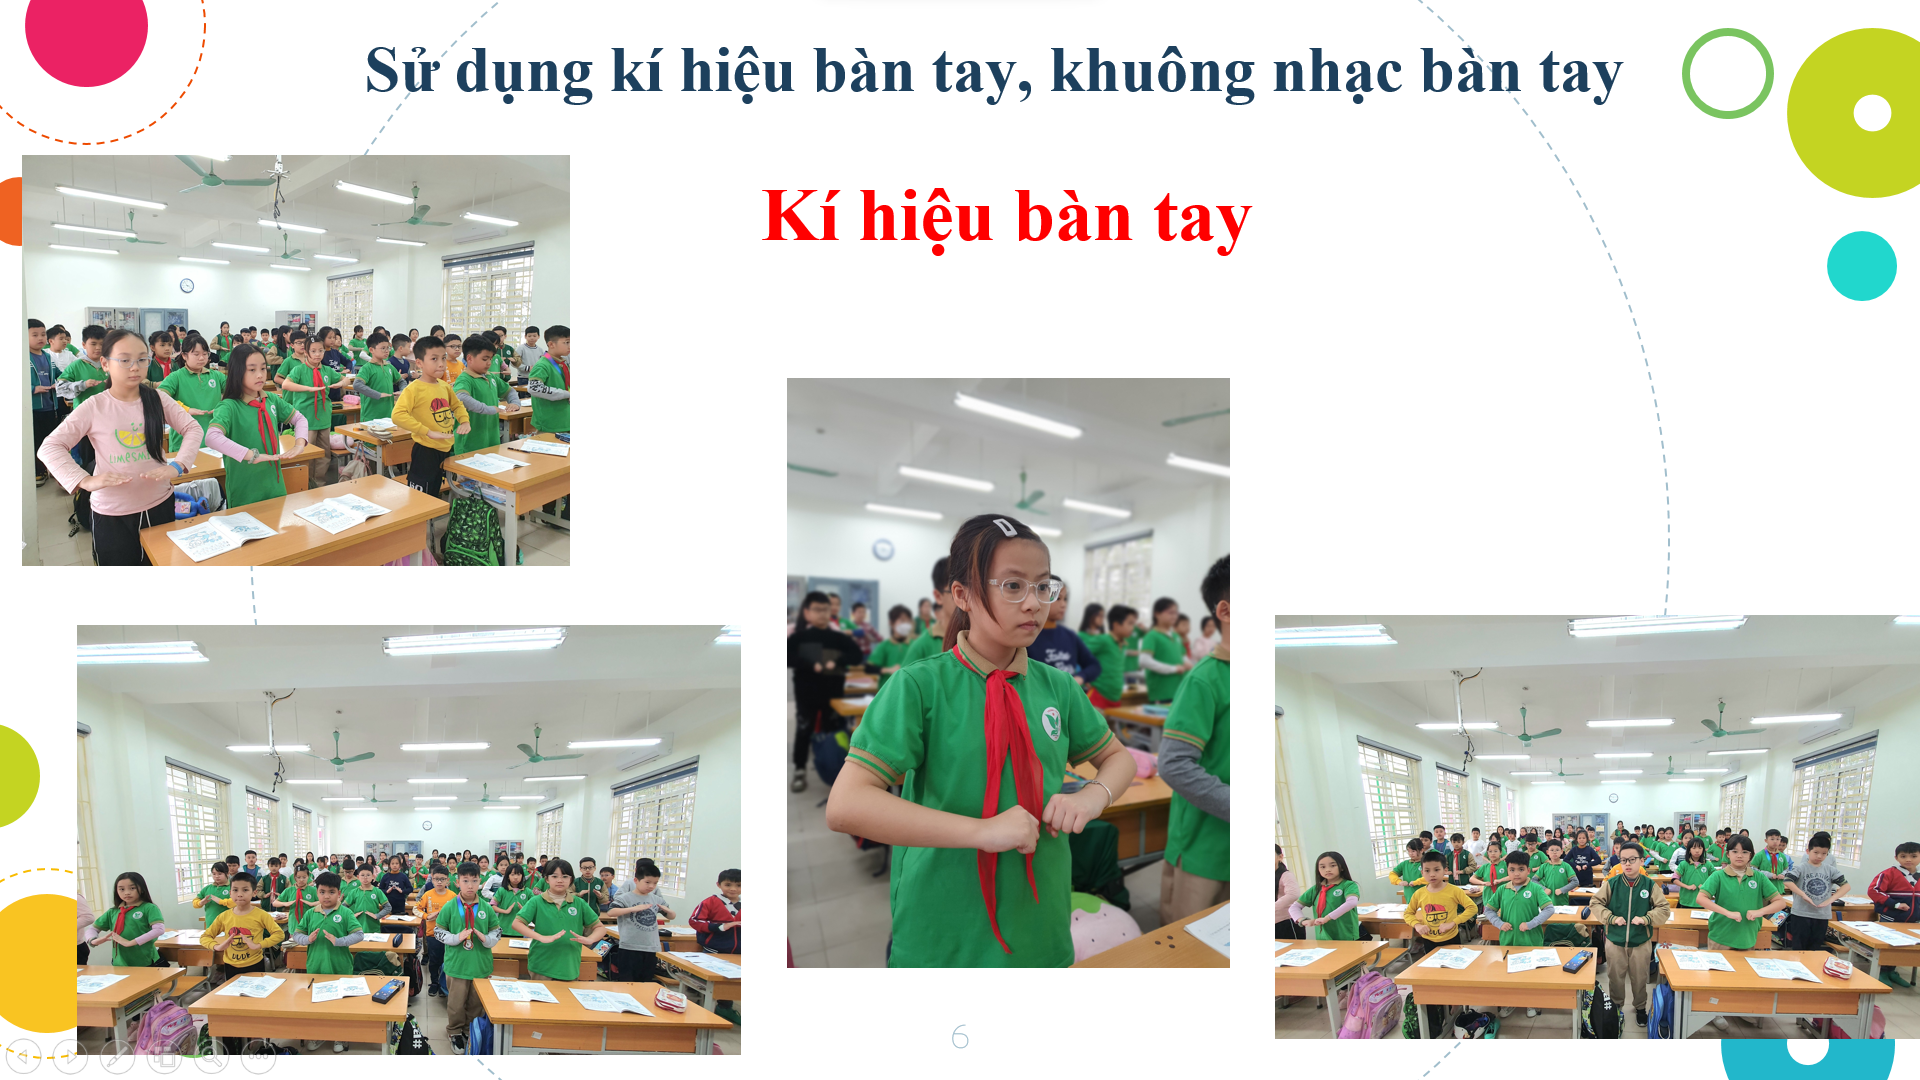 Sử dụng kí hiệu bàn tay, khuông nhạc bàn tay
Kí hiệu bàn tay
6